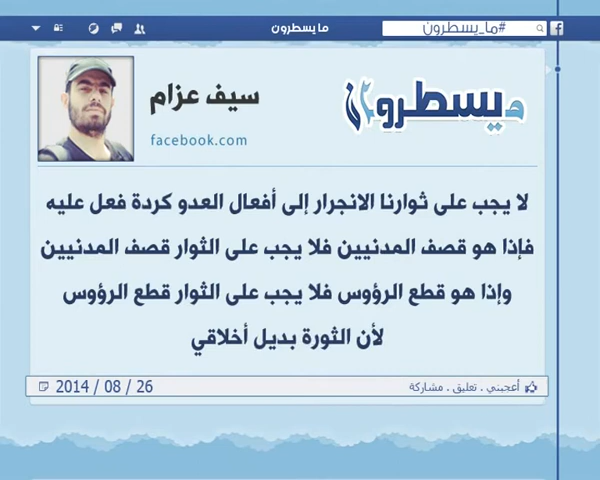 ما يسطرون
#ما_يسطرون
ما يسطرون
سيف عزام
facebook.com
لا يجب على ثوارنا الانجرار إلى أفعال العدو كردة فعل عليه
فإذا هو قصف المدنيين فلا يجب على الثوار قصف المدنيين
وإذا هو قطع الرؤوس فلا يجب على الثوار قطع الرؤوس
لأن الثورة بديل أخلاقي
أعجبني . تعليق . مشاركة
2014 / 08 / 26